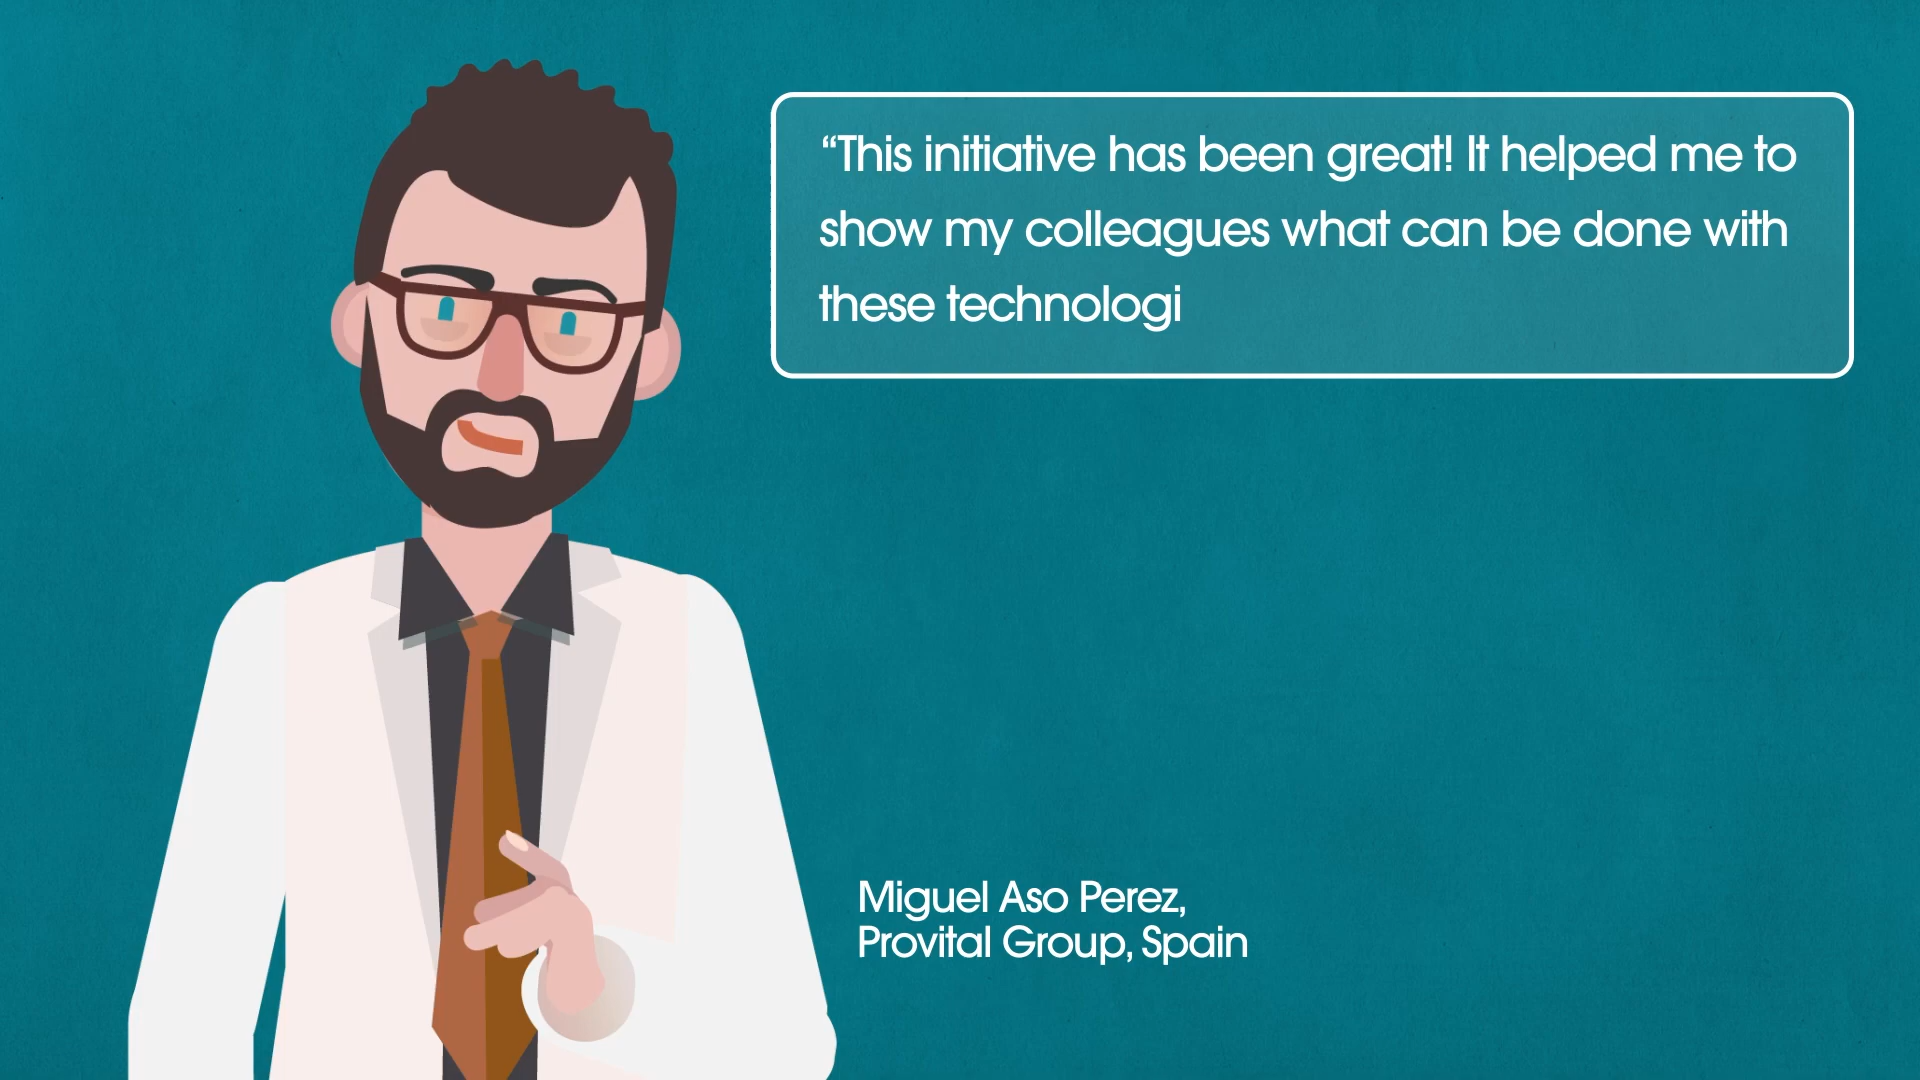 “This initiative has been great! It helped me to
show my colleagues what can be done with
these technologi
Miguel Aso Perez,
Provital Group, Spain